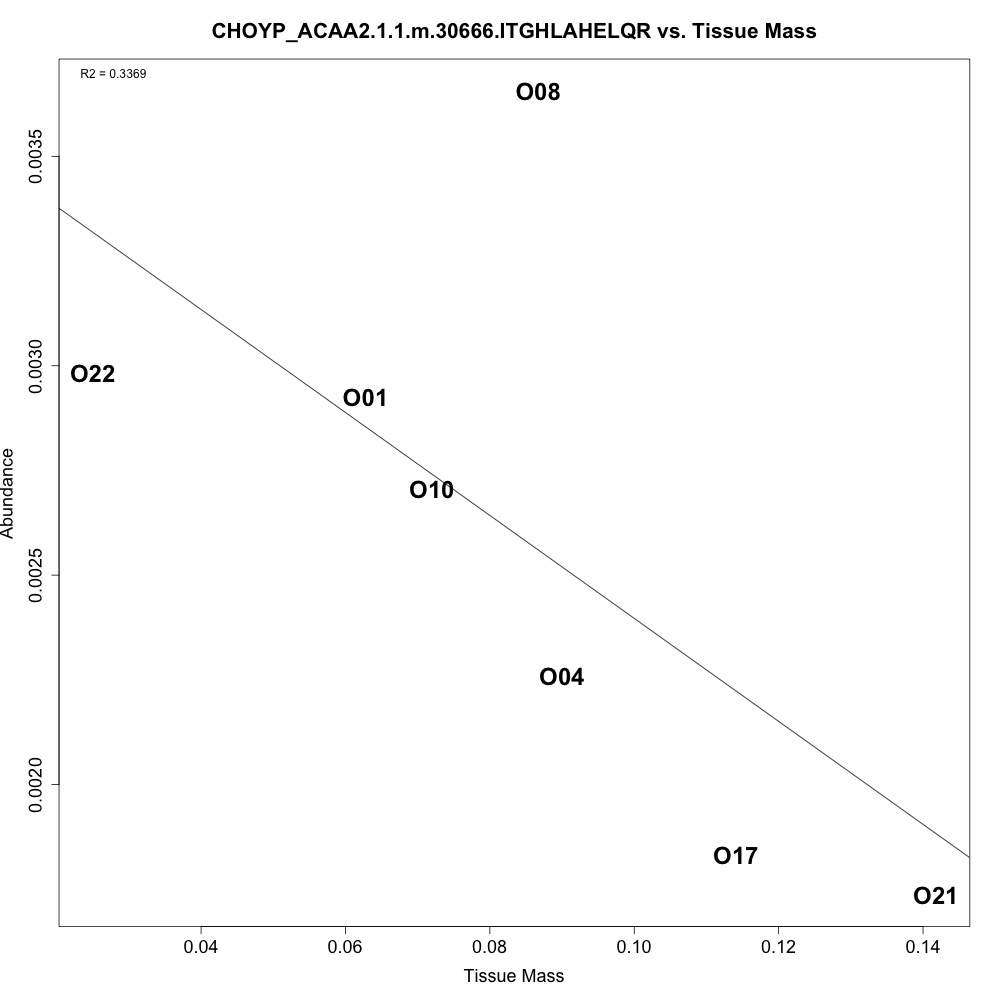 CHOYP_ACAA2.1.1.m.30666.ITGHLAHELQR vs. Tissue Mass
R2 = 0.3369
O08
0.0035
O22
0.0030
O01
O10
Abundance
0.0025
O04
0.0020
O17
O21
0.04 0.06 0.08 0.10 0.12 0.14
Tissue Mass